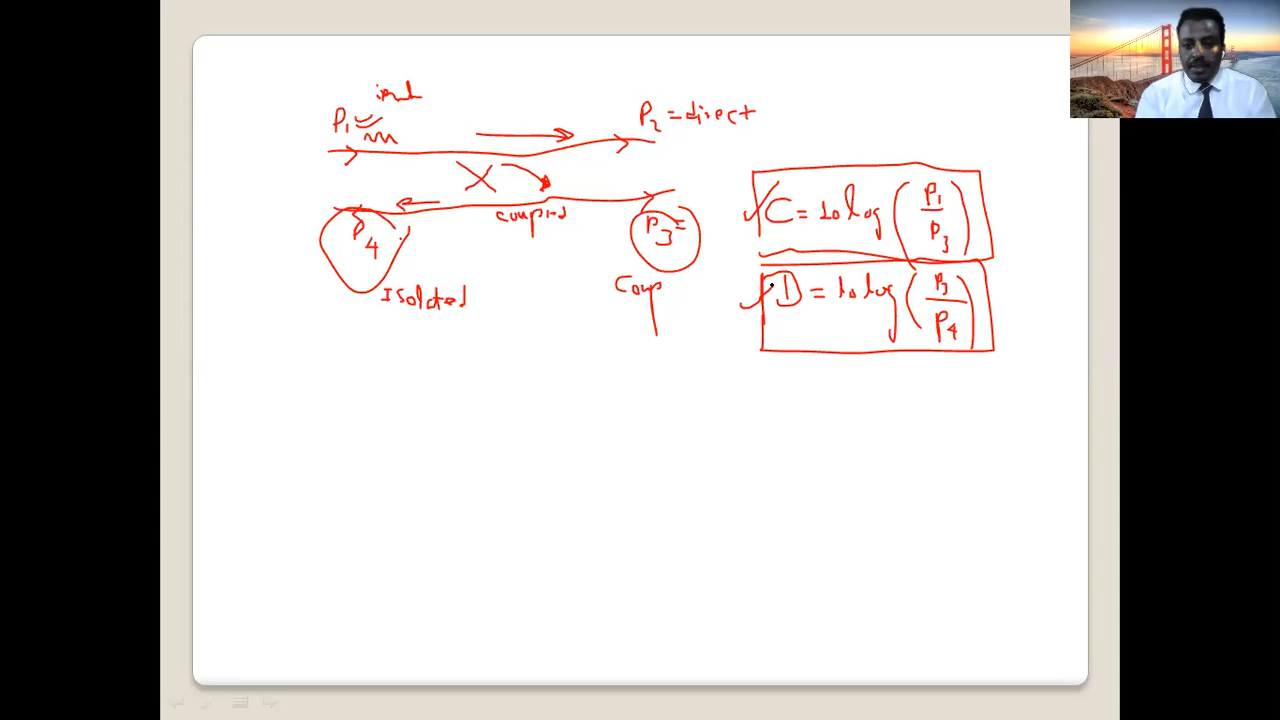 P1
P2 = direct
coupled
P4
P3 =
Isolated
Coup
C = 10 log (P1/P3)
D = 10 log (P3/P4)